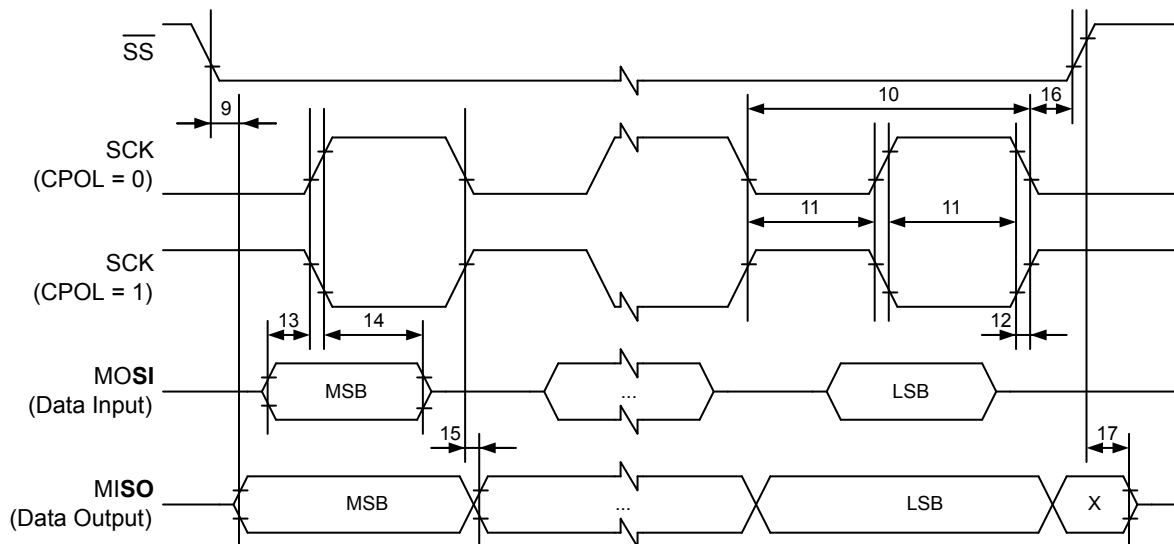 SS
9
10
16
SCK
(CPOL = 0)
11
11
SCK
(CPOL = 1)
13
14
12
MOSI
(Data Input)
MSB
...
LSB
15
17
MISO
(Data Output)
MSB
...
LSB
X